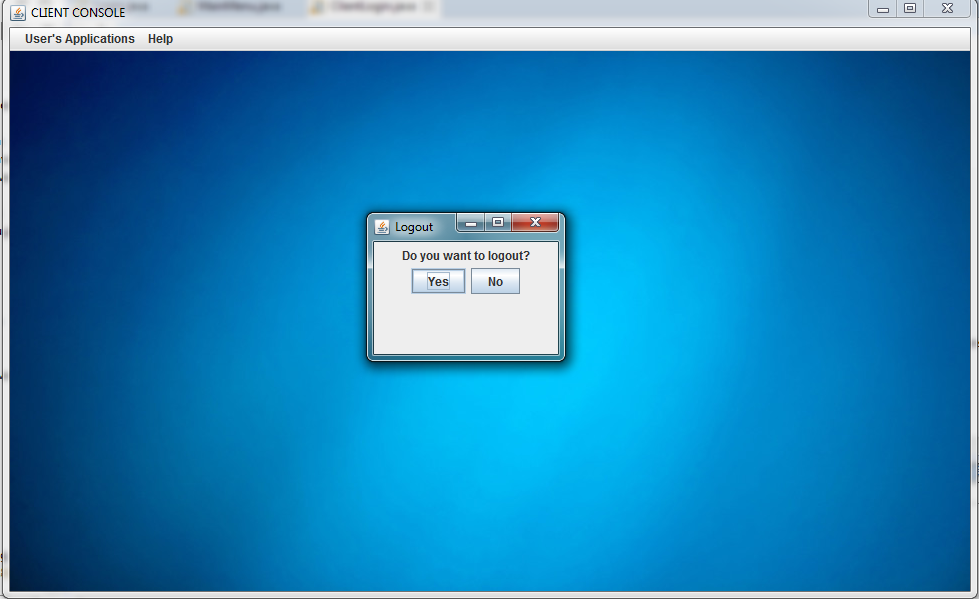 CLIENT CONSOLE
User's Applications Help
Logout
Do you want to logout?
Yes No